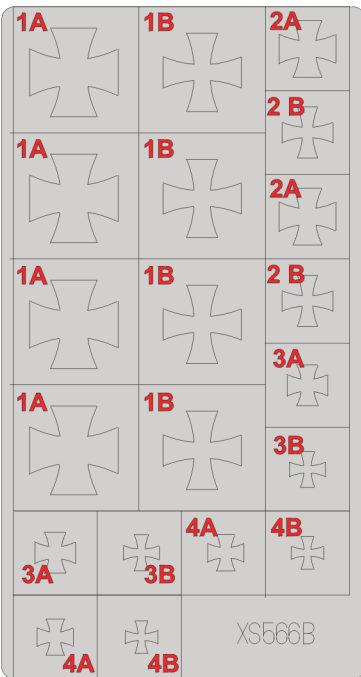 1A 1B 2A
2 B
1A 1B 2A
1A 1B 2 B
3A
1A 1B
3B
4A 4B
3A 3B
XS566B
4A 4B